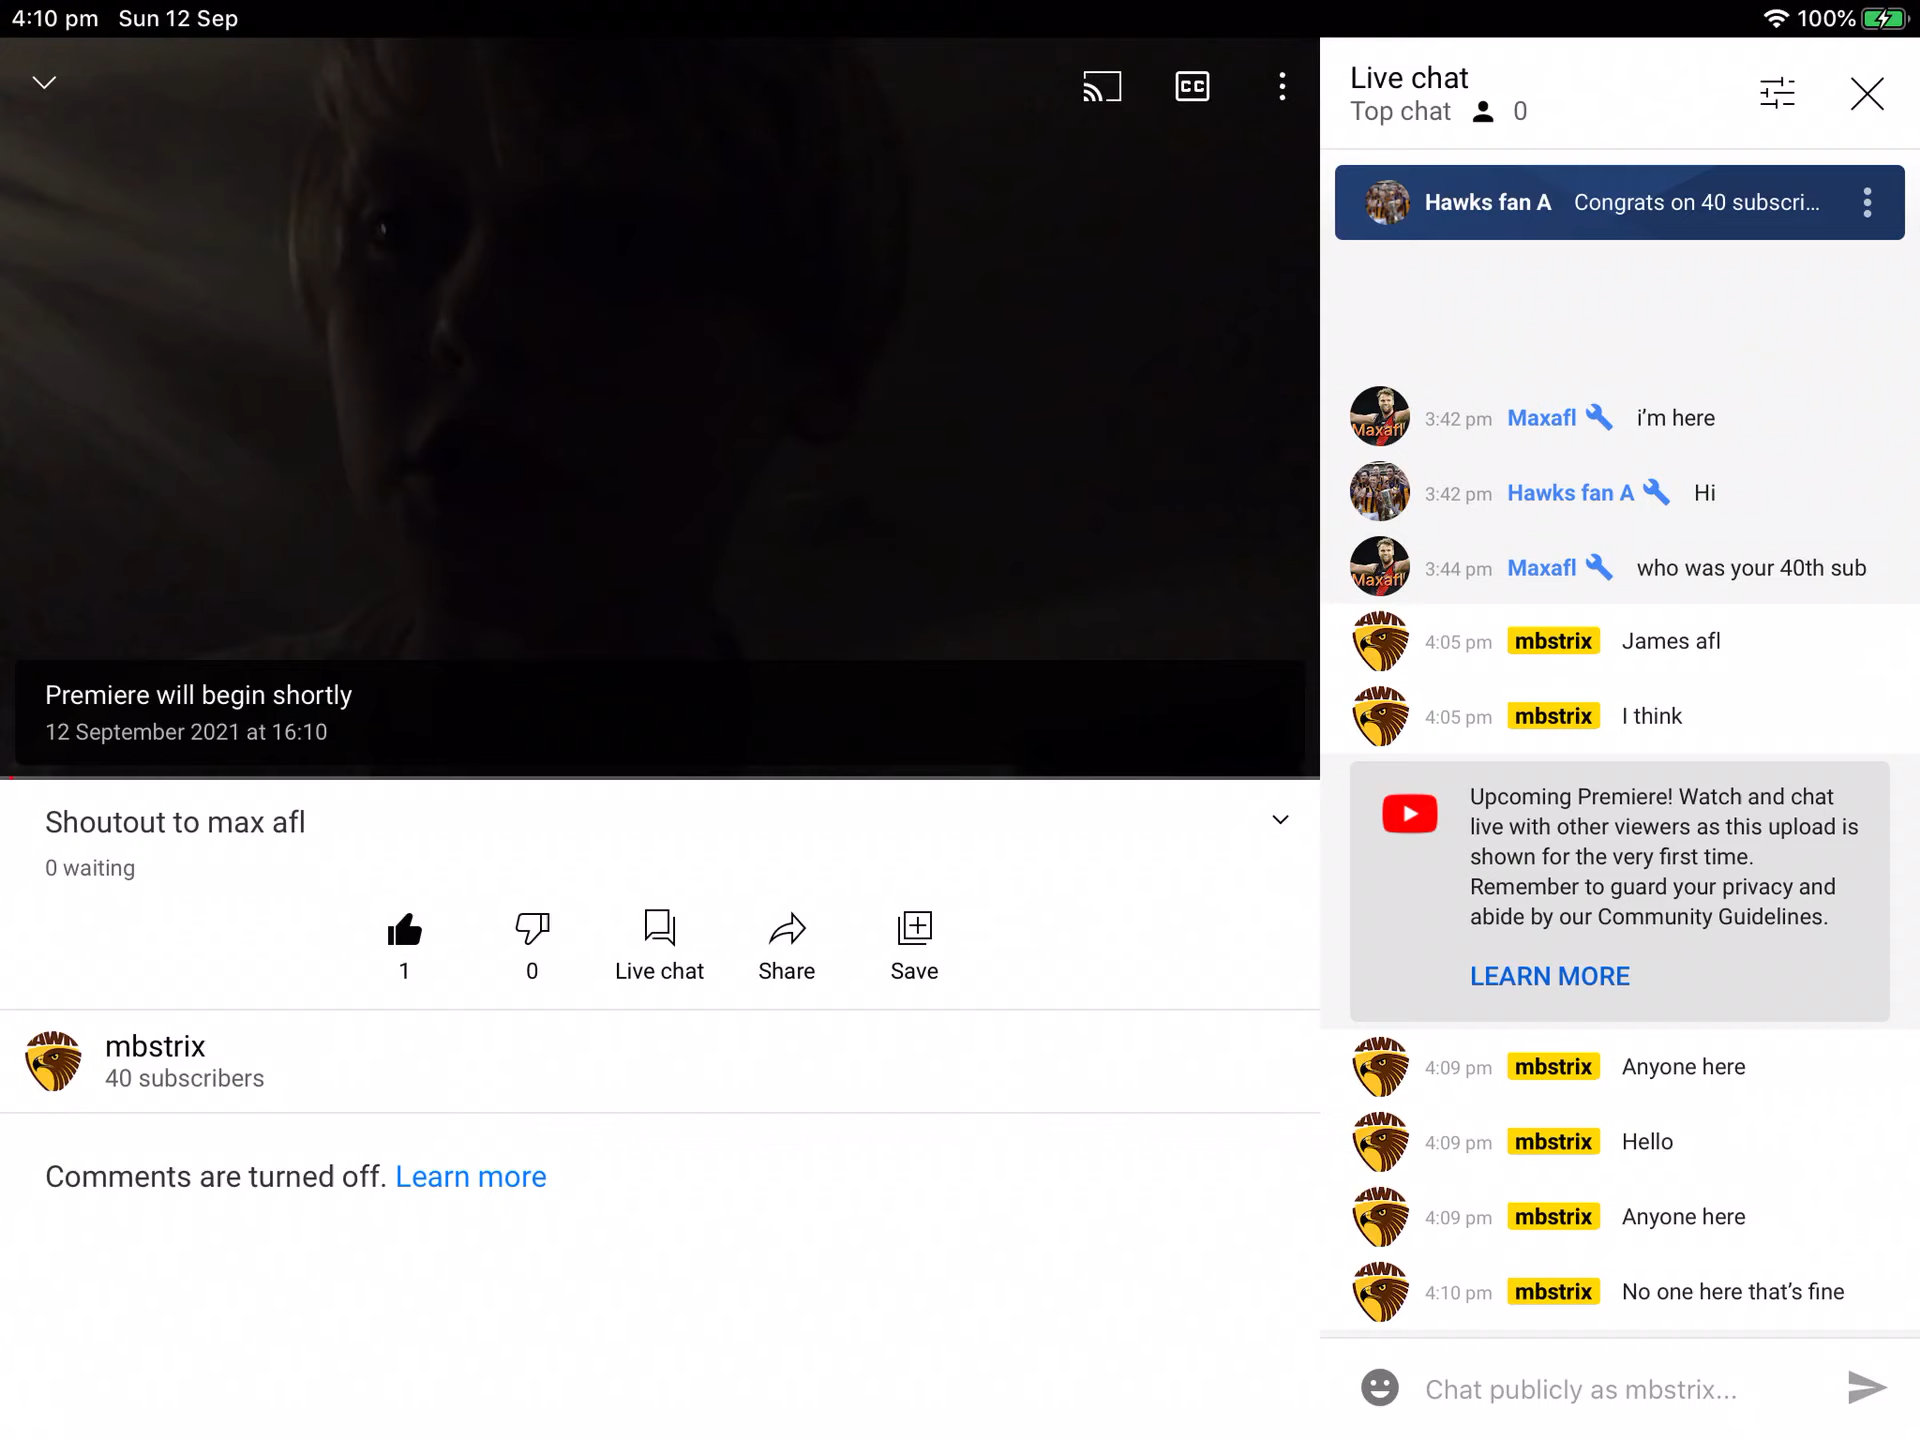 4:10 pm Sun 12 Sep
100%
CC
Premiere will begin shortly
12 September 2021 at 16:10
Shoutout to max afl
0 waiting
1
0
Live chat
Share
Save
mbstrix
40 subscribers
Comments are turned off. Learn more
Live chat
Top chat 0
Hawks fan A Congrats on 40 subscri...
3:42 pm Maxafl i’m here
3:42 pm Hawks fan A Hi
3:44 pm Maxafl who was your 40th sub
4:05 pm mbstrix James afl
4:05 pm mbstrix I think
Upcoming Premiere! Watch and chat
live with other viewers as this upload is
shown for the very first time.
Remember to guard your privacy and
abide by our Community Guidelines.
LEARN MORE
4:09 pm mbstrix Anyone here
4:09 pm mbstrix Hello
4:09 pm mbstrix Anyone here
4:10 pm mbstrix No one here that’s fine
Chat publicly as mbstrix...